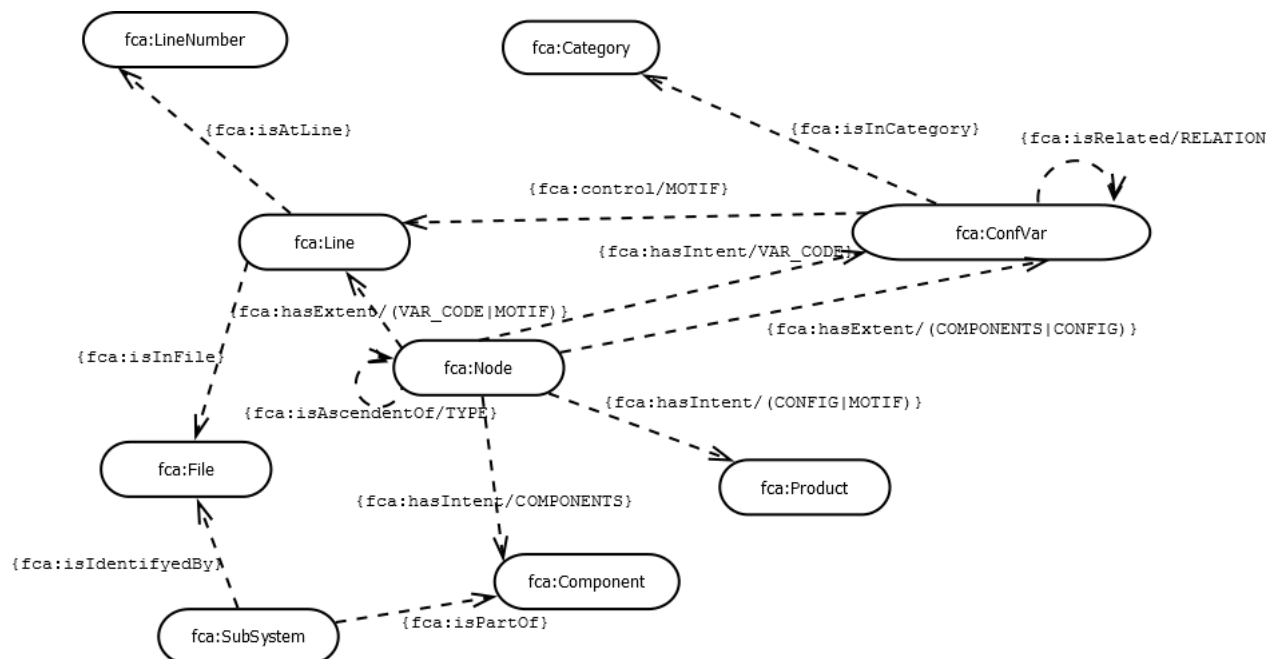 fca:LineNumber
fca:Category
{fca:isAtLine}
{fca:isInCategory}
{fca:isRelated/RELATION
{fca:control/MOTIF}
fca:Line
fca:ConfVar
{fca:hasIntent/VAR_CODE}
{fca:hasExtent/(VAR_CODE|MOTIF)}
{fca:hasExtent/(COMPONENTS|CONFIG)}
{fca:isInFile}
fca:Node
{fca:hasIntent/(CONFIG|MOTIF)}
{fca:isAscendentOf/TYPE}
fca:File
fca:Product
{fca:hasIntent/COMPONENTS}
{fca:isIdentifyedBy}
fca:Component
{fca:isPartOf}
fca:SubSystem